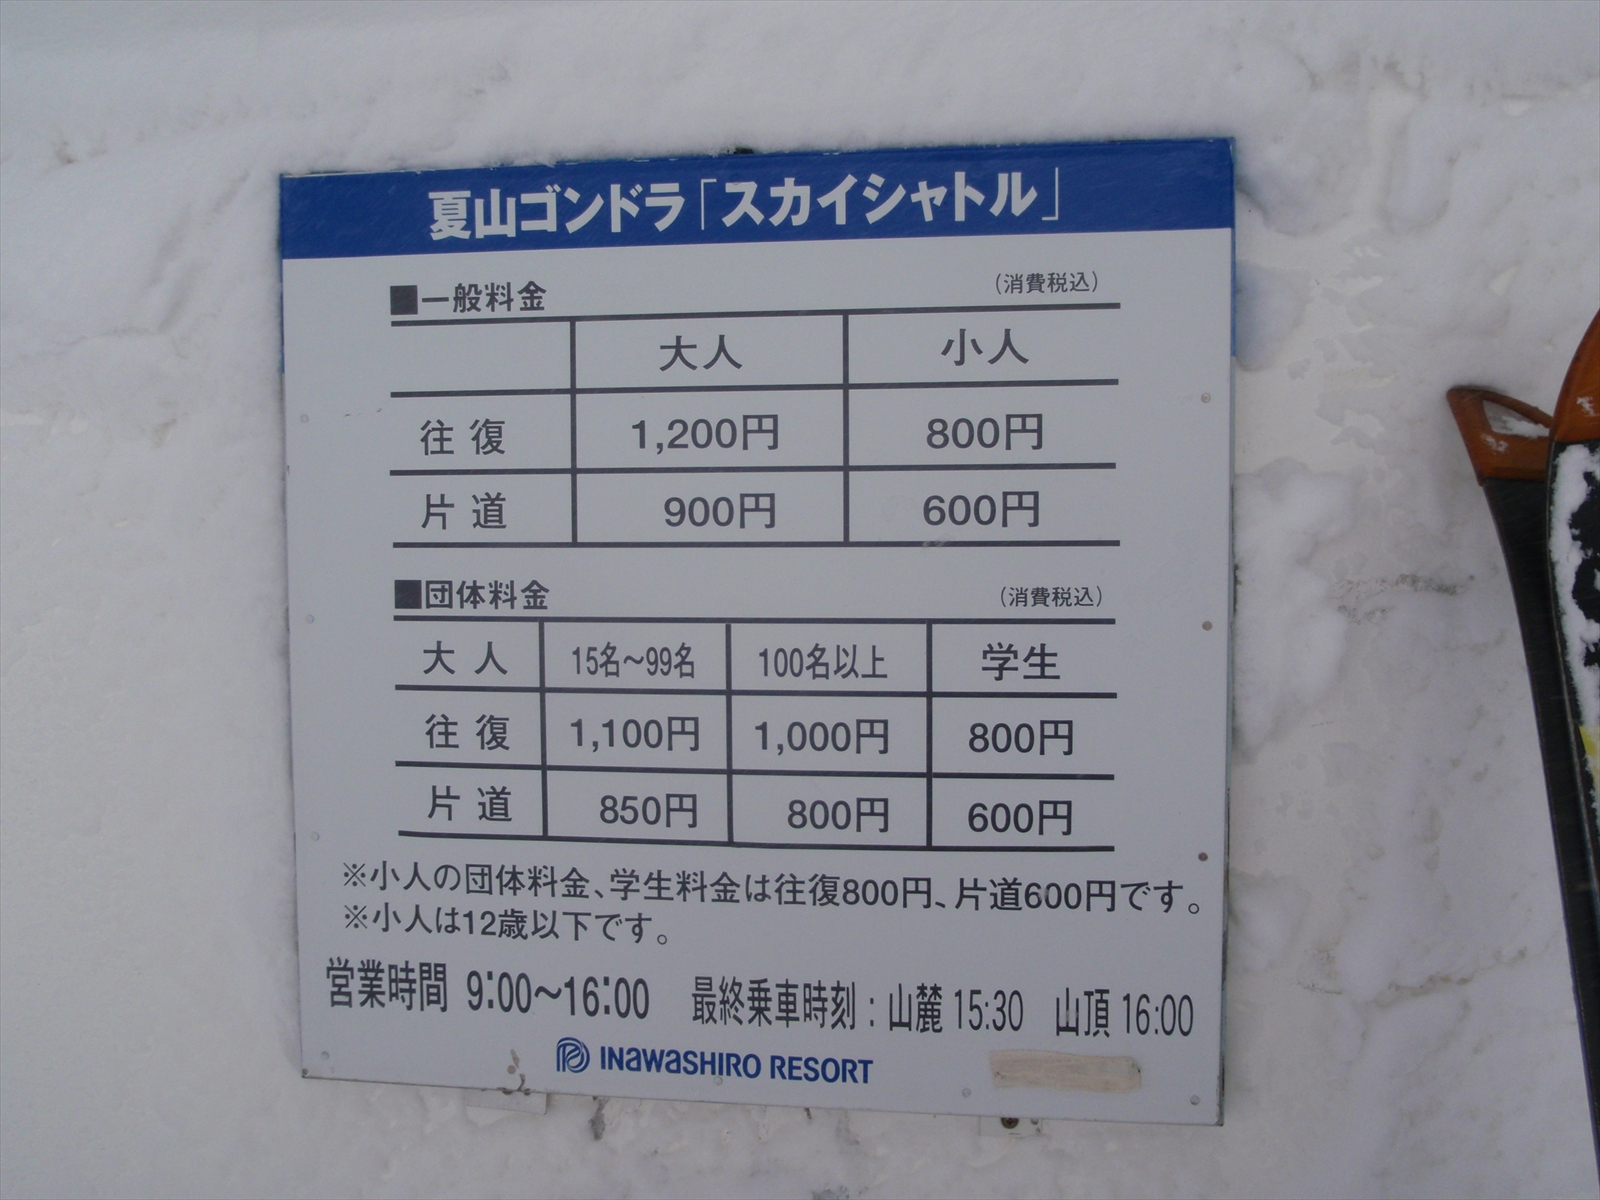 夏山ゴンドラ「スカイシャトル」
■一般料金 (消費税込)
大人 小人
往復 1,200円 800円
片道 900円 600円
■団体料金 (消費税込)
大人 15名〜99名 100名以上 学生
往復 1,100円 1,000円 800円
片道 850円 800円 600円
※小人の団体料金、学生料金は往復800円、片道600円です。
※小人は12歳以下です。
営業時間 9:00〜16:00 最終乗車時刻:山麓 15:30 山頂 16:00
INAWASHIRO RESORT